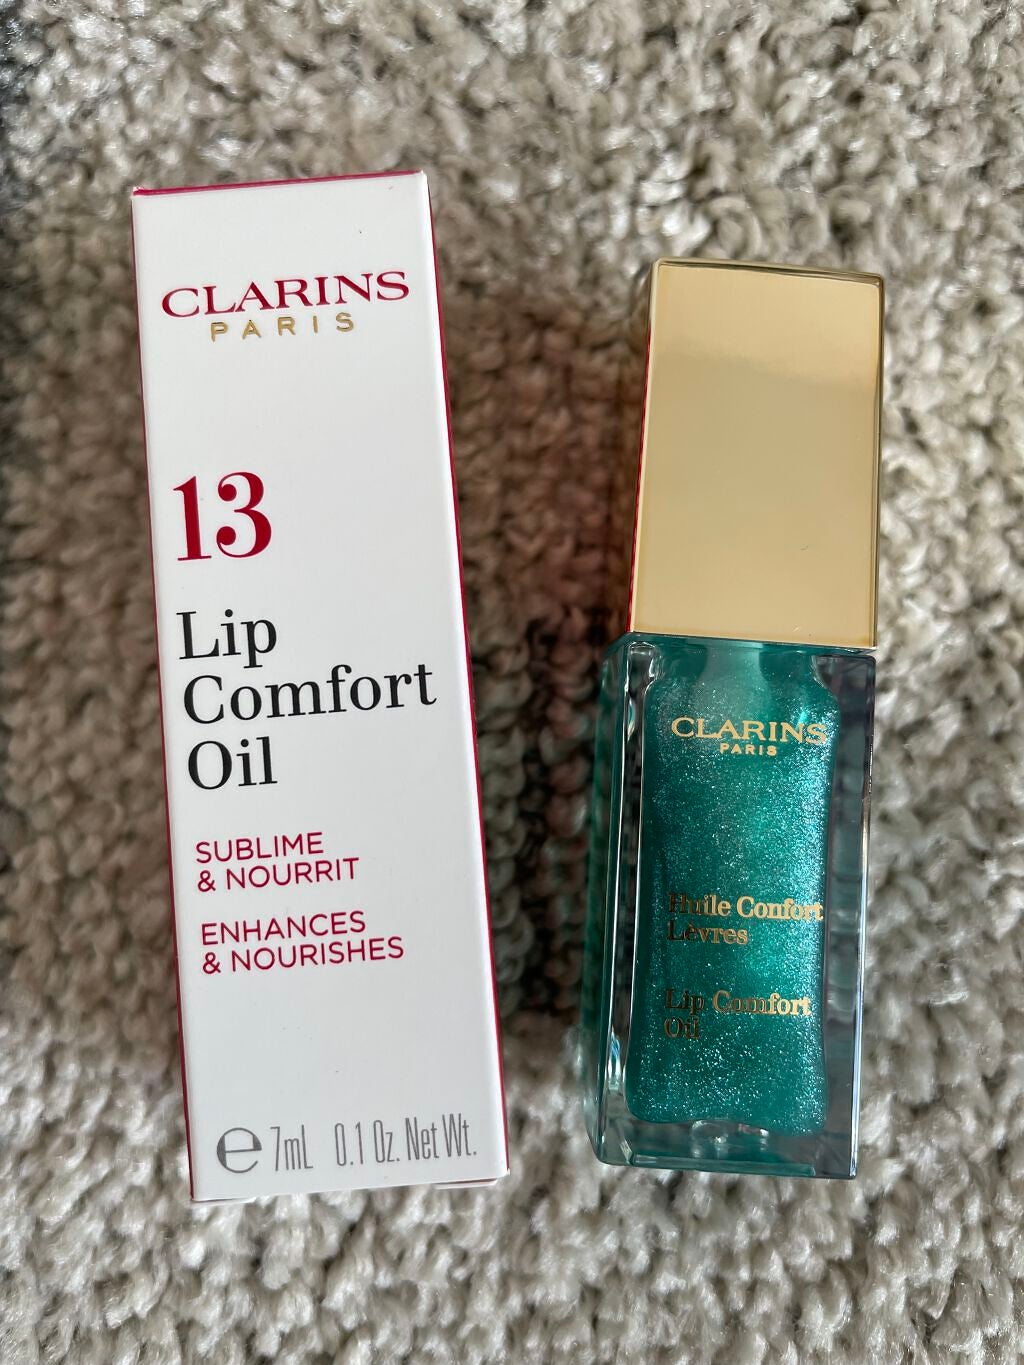 CLARINS
PARIS
13
Lip
Comfort
Oil
SUBLIME
& NOURRIT
ENHANCES
& NOURISHES
e 7mL 0.1 Oz. Net Wt.
CLARINS
PARIS
Huile Confort
Lèvres
Lip Comfort
Oil